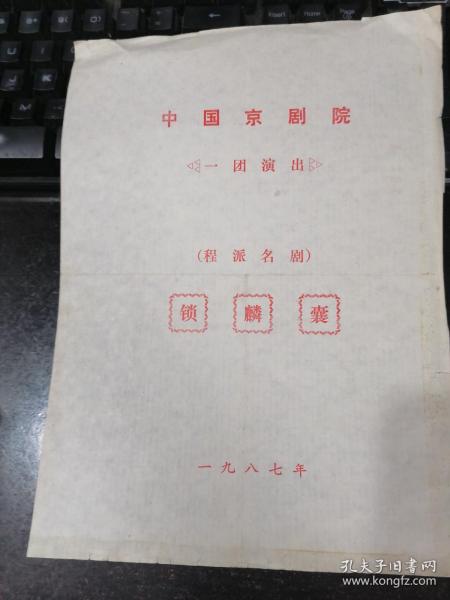 中国京剧院
一团演出
(程派名剧)
锁麟囊
一九八七年
孔夫子旧书网
www.kongfz.com